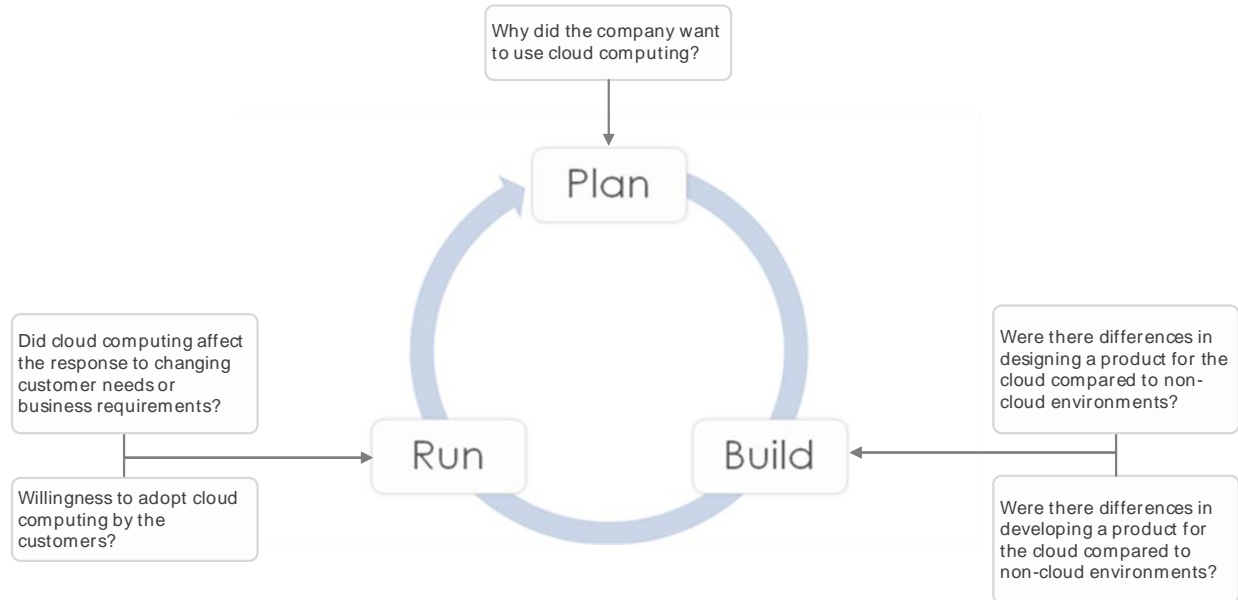 Why did the company want
to use cloud computing?
Plan
Did cloud computing affect
the response to changing
customer needs or
business requirements?
Were there differences in
designing a product for the
cloud compared to non-
cloud environments?
Run
Build
Willingness to adopt cloud
computing by the
customers?
Were there differences in
developing a product for
the cloud compared to
non-cloud environments?